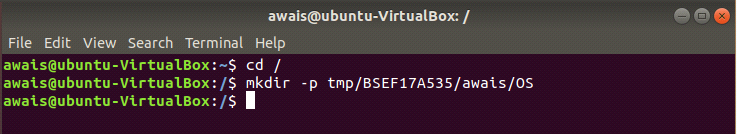 awais@ubuntu-VirtualBox: /
File Edit View Search Terminal Help
awais@ubuntu-VirtualBox:~$ cd /
awais@ubuntu-VirtualBox:/$ mkdir -p tmp/BSEF17A535/awais/OS
awais@ubuntu-VirtualBox:/$